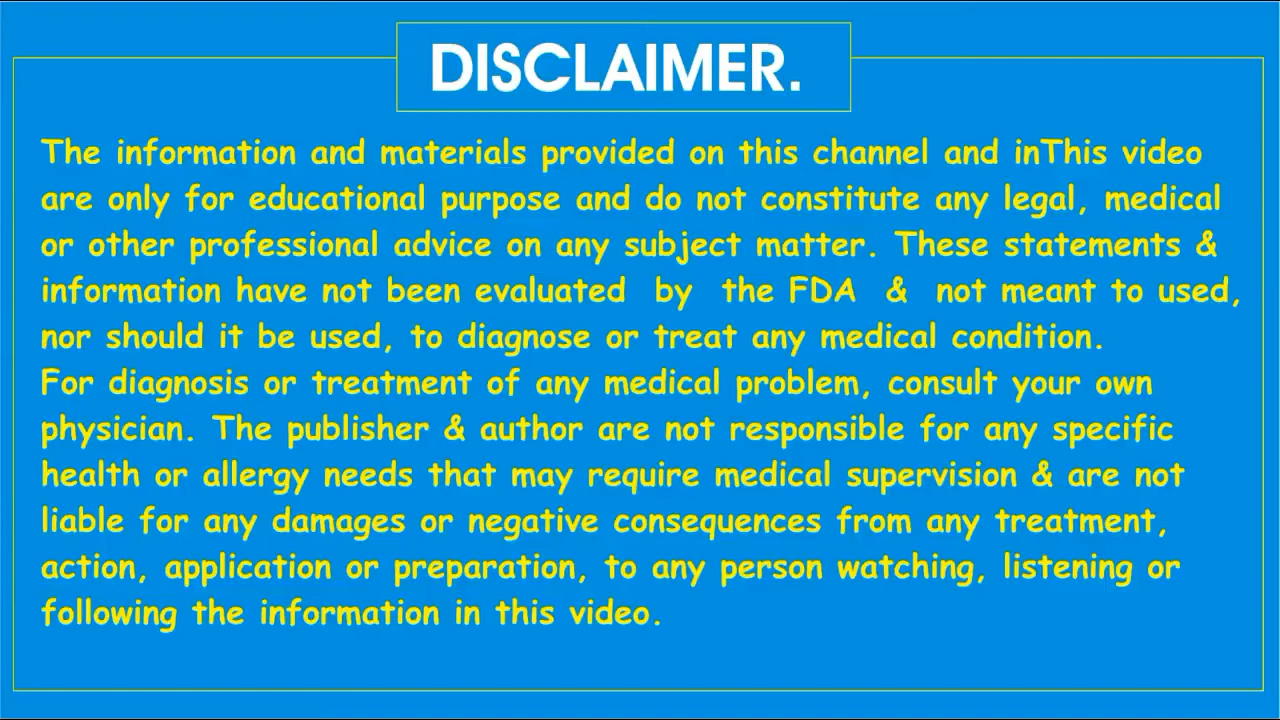 DISCLAIMER.
The information and materials provided on this channel and inThis video
are only for educational purpose and do not constitute any legal, medical
or other professional advice on any subject matter. These statements &
information have not been evaluated by the FDA & not meant to used,
nor should it be used, to diagnose or treat any medical condition.
For diagnosis or treatment of any medical problem, consult your own
physician. The publisher & author are not responsible for any specific
health or allergy needs that may require medical supervision & are not
liable for any damages or negative consequences from any treatment,
action, application or preparation, to any person watching, listening or
following the information in this video.